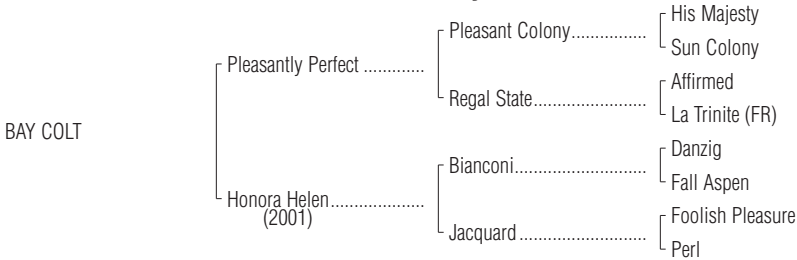 His Majesty
Pleasant Colony................
Sun Colony
Pleasantly Perfect .............
Affirmed
Regal State......................
La Trinite (FR)
BAY COLT
Danzig
Bianconi..........................
Fall Aspen
Honora Helen....................
(2001)
Foolish Pleasure
Jacquard .........................
Perl